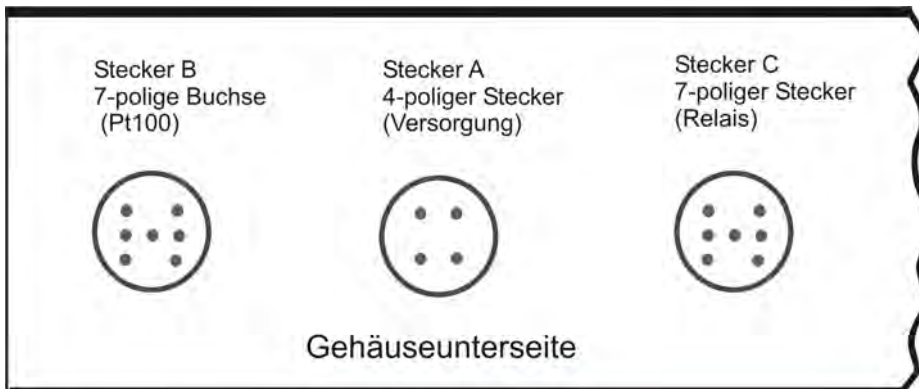 Stecker B
7-polige Buchse
(Pt100)
Stecker A
4-poliger Stecker
(Versorgung)
Stecker C
7-poliger Stecker
(Relais)
Gehäuseunterseite